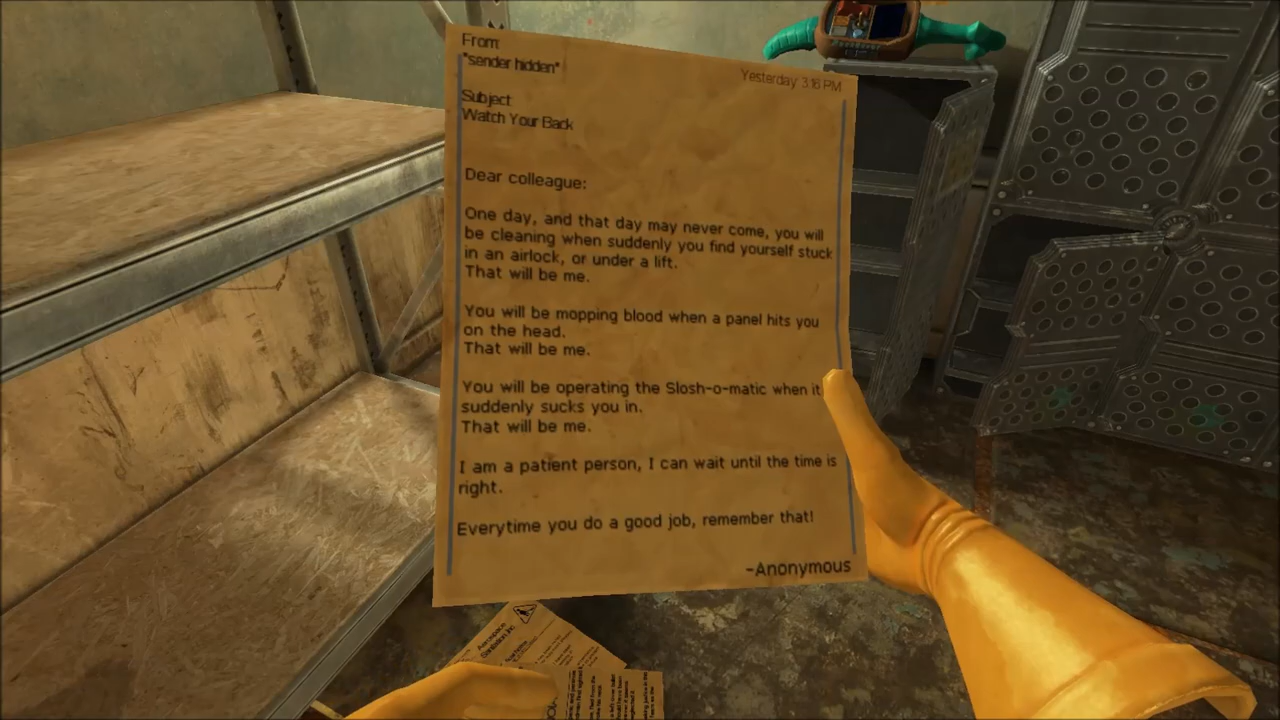 From:
*sender hidden*
Yesterday 3:16 PM
Subject:
Watch Your Back
Dear colleague:
One day, and that day may never come, you will
be cleaning when suddenly you find yourself stuck
in an airlock, or under a lift.
That will be me.
You will be mopping blood when a panel hits you
on the head.
That will be me.
You will be operating the Slosh-o-matic when it
suddenly sucks you in.
That will be me.
I am a patient person, I can wait until the time is
right.
Everytime you do a good job, remember that!
-Anonymous
Aerospace
Sanitation Inc